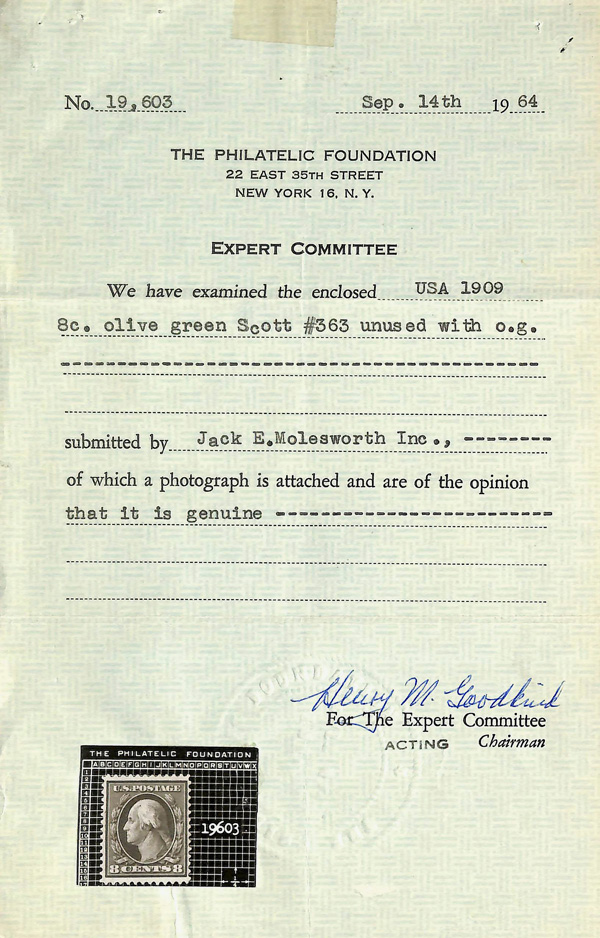 No. 19,603 Sep. 14th 19 64
THE PHILATELIC FOUNDATION
22 EAST 35TH STREET
NEW YORK 16, N. Y.
EXPERT COMMITTEE
We have examined the enclosed USA 1909
8c. olive green Scott #363 unused with o.g.
submitted by Jack E.Molesworth Inc.,
of which a photograph is attached and are of the opinion
that it is genuine
Henry M. Goodkind
For The Expert Committee
ACTING Chairman
THE PHILATELIC FOUNDATION
ABCDEFGHIJKLMNOPQRSTUVWX
U.S. POSTAGE
19603
8 CENTS 8